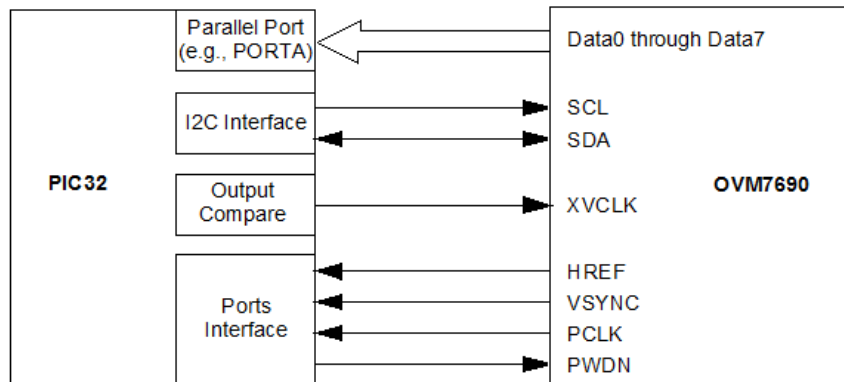 Parallel Port
(e.g., PORTA)
Data0 through Data7
I2C Interface
SCL
SDA
PIC32
OVM7690
Output
Compare
XVCLK
Ports
Interface
HREF
VSYNC
PCLK
PWDN